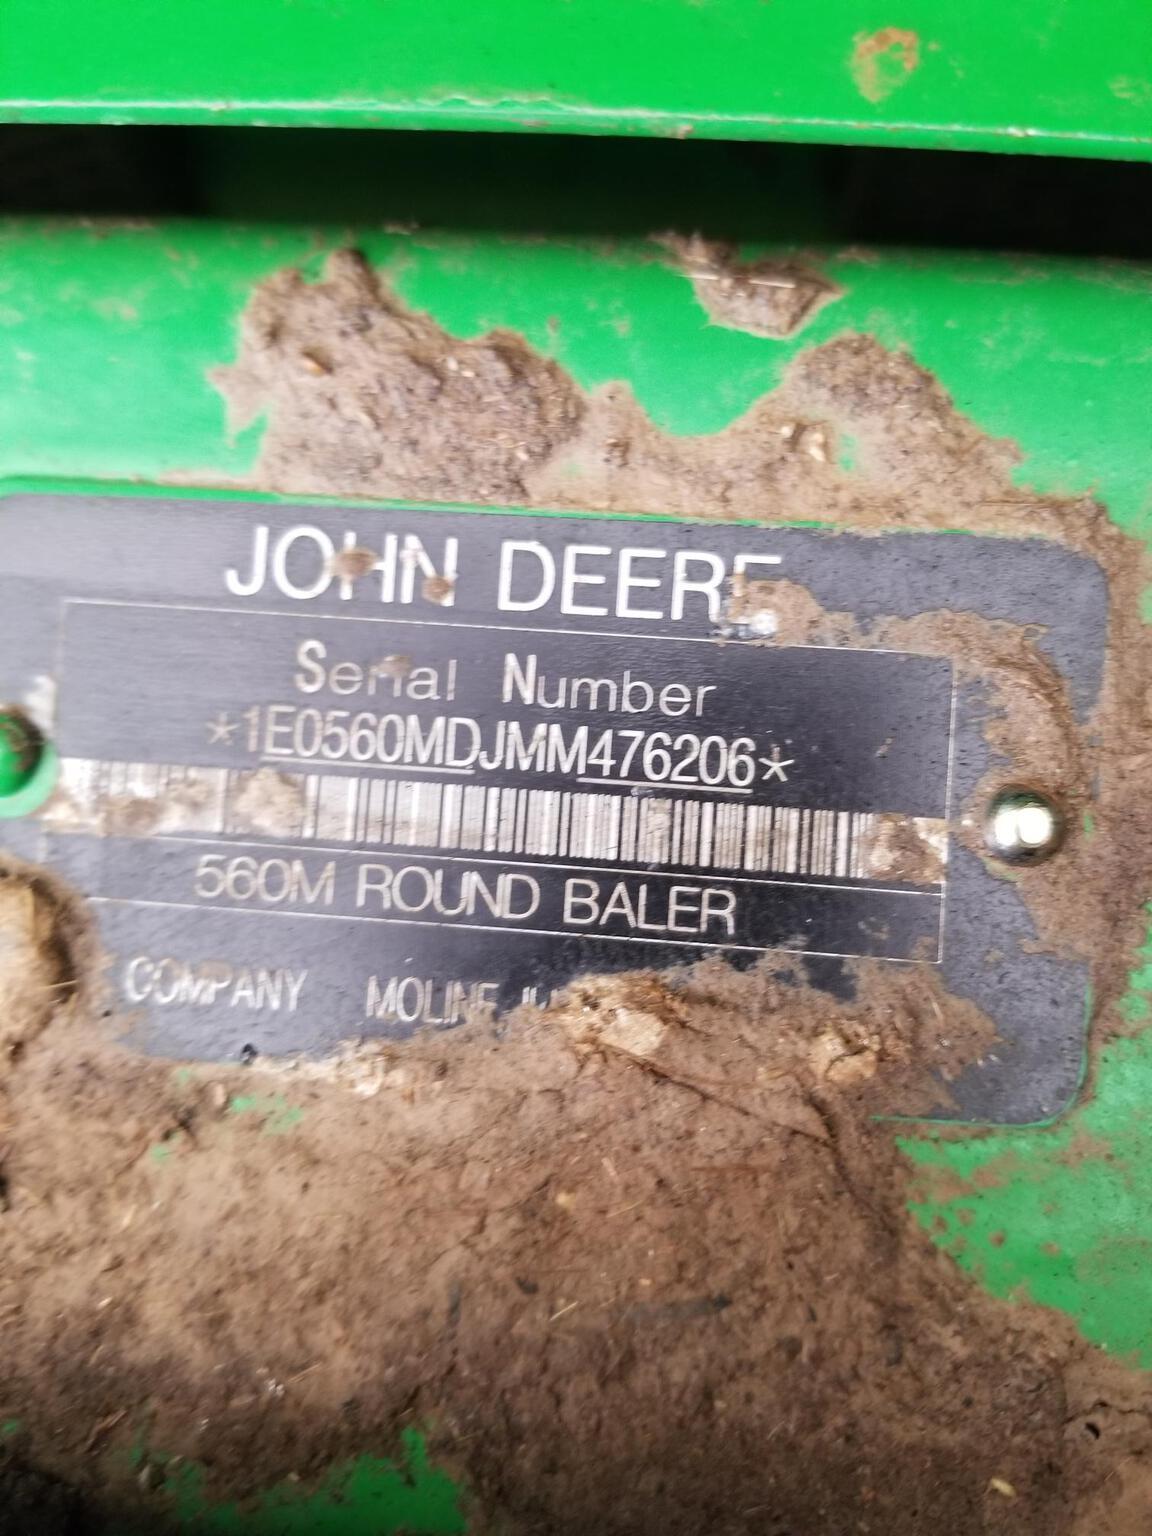 JOHN DEERE
Serial Number
*1E0560MDJMM476206*
560M ROUND BALER
COMPANY MOLINE